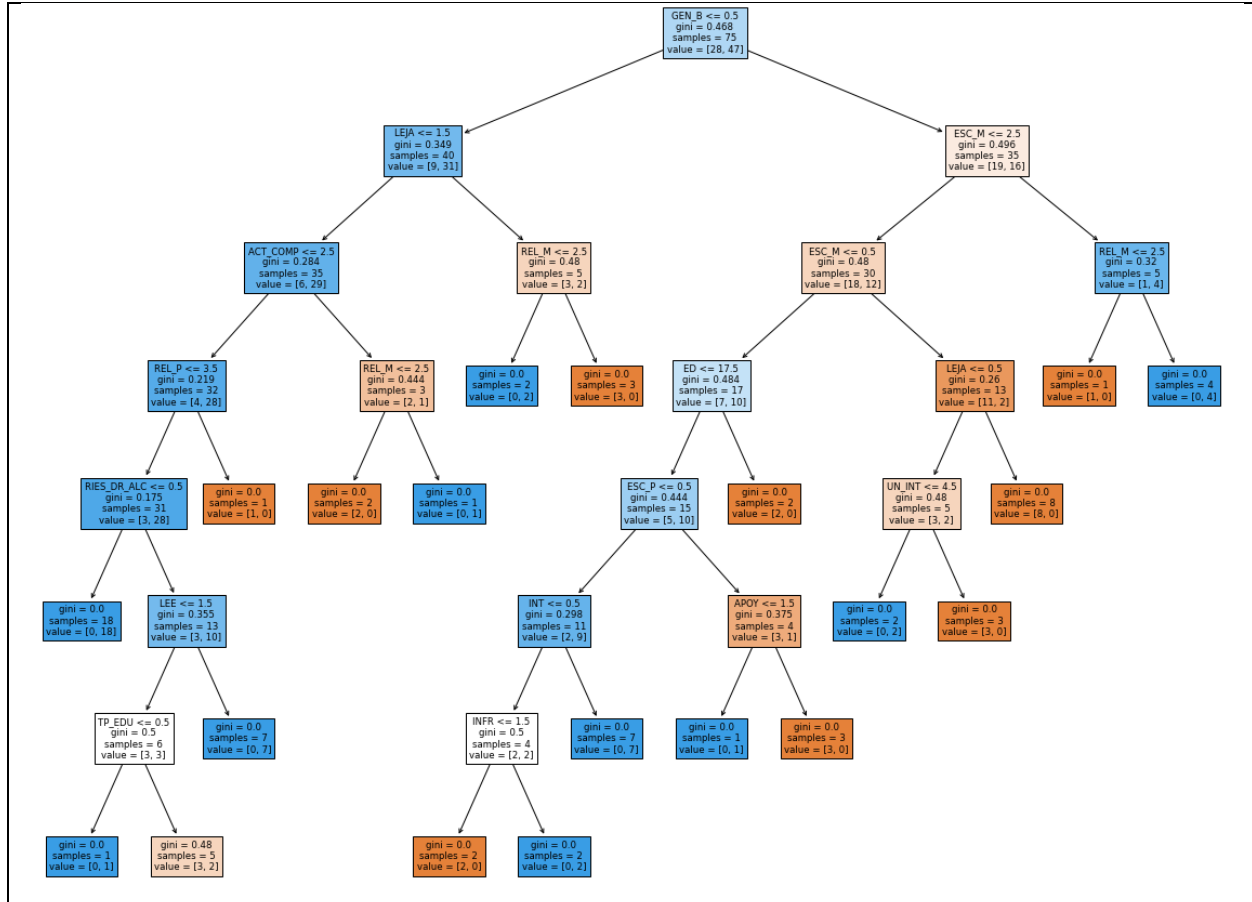 GEN_B <= 0.5
gini = 0.468
samples = 75
value = [28, 47]
LEJA <= 1.5
gini = 0.349
samples = 40
value = [9, 31]
ESC_M <= 2.5
gini = 0.496
samples = 35
value = [19, 16]
ACT_COMP <= 2.5
gini = 0.284
samples = 35
value = [6, 29]
REL_M <= 2.5
gini = 0.48
samples = 5
value = [3, 2]
ESC_M <= 0.5
gini = 0.48
samples = 30
value = [18, 12]
REL_M <= 2.5
gini = 0.32
samples = 5
value = [1, 4]
REL_P <= 3.5
gini = 0.219
samples = 32
value = [4, 28]
REL_M <= 2.5
gini = 0.444
samples = 3
value = [2, 1]
gini = 0.0
samples = 2
value = [0, 2]
gini = 0.0
samples = 3
value = [3, 0]
ED <= 17.5
gini = 0.484
samples = 17
value = [7, 10]
LEJA <= 0.5
gini = 0.26
samples = 13
value = [11, 2]
gini = 0.0
samples = 1
value = [1, 0]
gini = 0.0
samples = 4
value = [0, 4]
RIES_DR_ALC <= 0.5
gini = 0.175
samples = 31
value = [3, 28]
gini = 0.0
samples = 1
value = [1, 0]
gini = 0.0
samples = 2
value = [2, 0]
gini = 0.0
samples = 1
value = [0, 1]
ESC_P <= 0.5
gini = 0.444
samples = 15
value = [5, 10]
gini = 0.0
samples = 2
value = [2, 0]
UN_INT <= 4.5
gini = 0.48
samples = 5
value = [3, 2]
gini = 0.0
samples = 8
value = [8, 0]
gini = 0.0
samples = 18
value = [0, 18]
LEE <= 1.5
gini = 0.355
samples = 13
value = [3, 10]
INT <= 0.5
gini = 0.298
samples = 11
value = [2, 9]
APOY <= 1.5
gini = 0.375
samples = 4
value = [3, 1]
gini = 0.0
samples = 2
value = [0, 2]
gini = 0.0
samples = 3
value = [3, 0]
TP_EDU <= 0.5
gini = 0.5
samples = 6
value = [3, 3]
gini = 0.0
samples = 7
value = [0, 7]
INFR <= 1.5
gini = 0.5
samples = 4
value = [2, 2]
gini = 0.0
samples = 7
value = [0, 7]
gini = 0.0
samples = 1
value = [0, 1]
gini = 0.0
samples = 3
value = [3, 0]
gini = 0.0
samples = 1
value = [0, 1]
gini = 0.48
samples = 5
value = [3, 2]
gini = 0.0
samples = 2
value = [2, 0]
gini = 0.0
samples = 2
value = [0, 2]